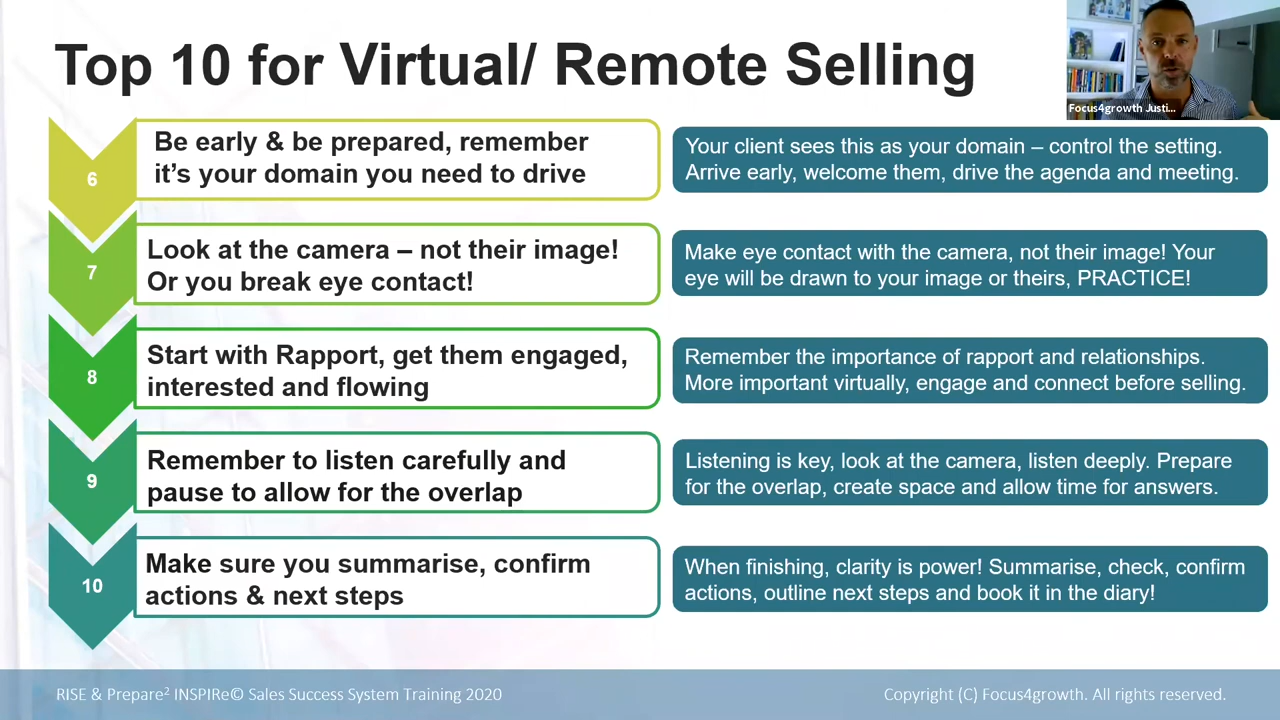 Top 10 for Virtual/ Remote Selling
Focus4growth Justi...
6
Be early & be prepared, remember
it’s your domain you need to drive
Your client sees this as your domain – control the setting.
Arrive early, welcome them, drive the agenda and meeting.
7
Look at the camera – not their image!
Or you break eye contact!
Make eye contact with the camera, not their image! Your
eye will be drawn to your image or theirs, PRACTICE!
8
Start with Rapport, get them engaged,
interested and flowing
Remember the importance of rapport and relationships.
More important virtually, engage and connect before selling.
9
Remember to listen carefully and
pause to allow for the overlap
Listening is key, look at the camera, listen deeply. Prepare
for the overlap, create space and allow time for answers.
10
Make sure you summarise, confirm
actions & next steps
When finishing, clarity is power! Summarise, check, confirm
actions, outline next steps and book it in the diary!
RISE & Prepare² INSPIRe© Sales Success System Training 2020
Copyright (C) Focus4growth. All rights reserved.